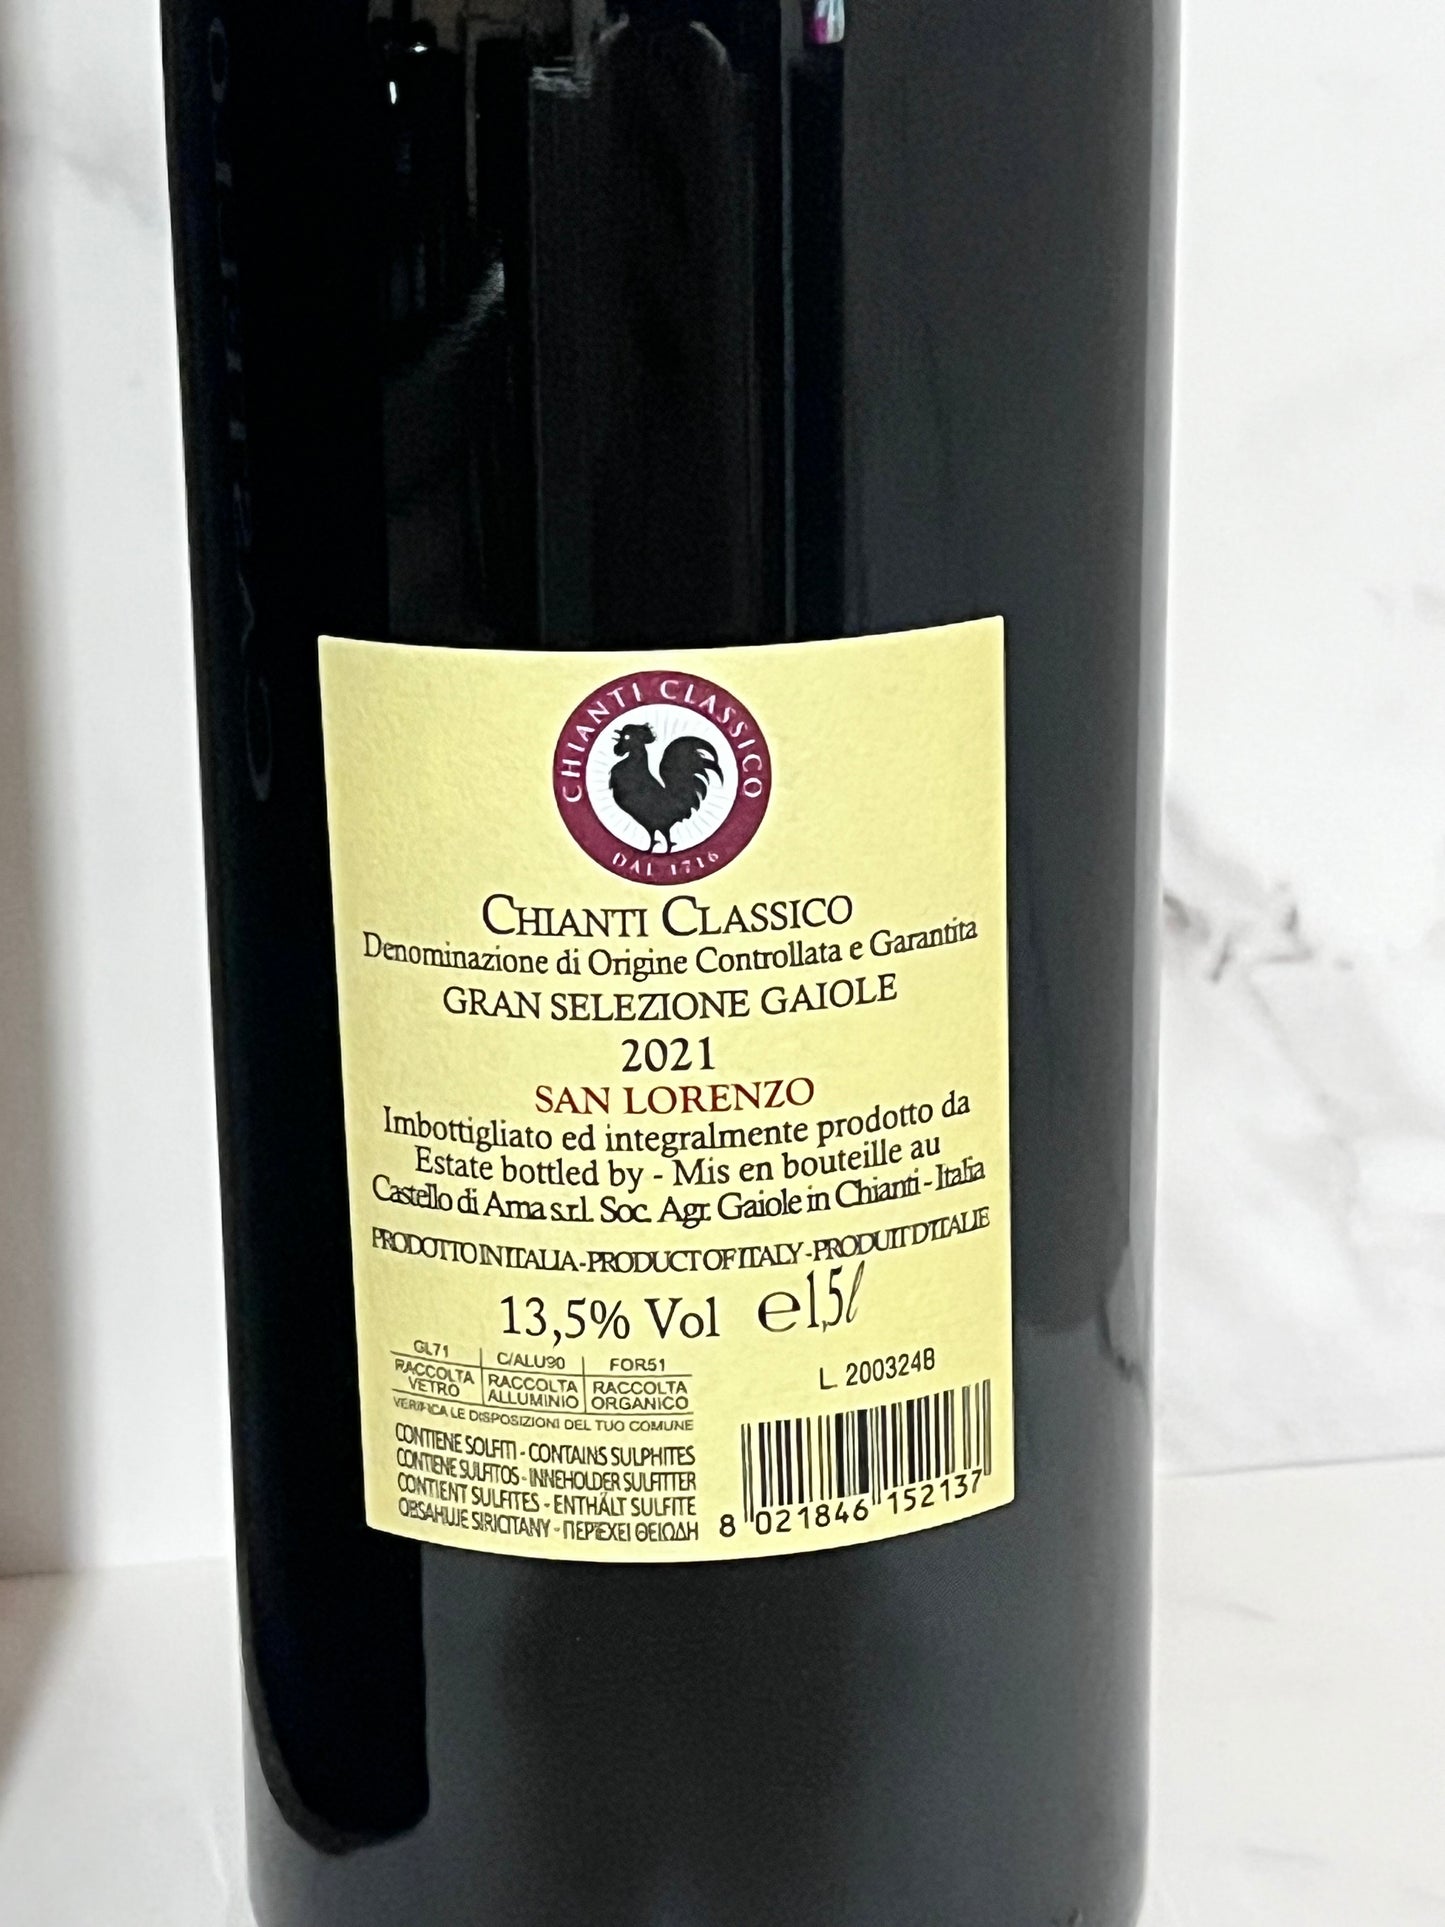 CHIANTI CLASSICO
DAL 1716
CHIANTI CLASSICO
Denominazione di Origine Controllata e Garantita
GRAN SELEZIONE GAIOLE
2021
SAN LORENZO
Imbottigliato ed integralmente prodotto da
Estate bottled by - Mis en bouteille au
Castello di Ama s.r.l. Soc. Agr. Gaiole in Chianti - Italia
PRODOTTO IN ITALIA - PRODUCT OF ITALY - PRODUIT D'ITALIE
13,5% Vol e 1,5ℓ
GL71 C/ALU90 FOR51
RACCOLTA VETRO RACCOLTA ALLUMINIO RACCOLTA ORGANICO
VERIFICA LE DISPOSIZIONI DEL TUO COMUNE
L 200324B
CONTIENE SOLFITI - CONTAINS SULPHITES
CONTIENE SULFITOS - INNEHOLDER SULFITTER
CONTIENT SULFITES - ENTHÄLT SULFITE
OBSAHUJE SIRICITANY - ΠΕΡΙΈΧΕΙ ΘΕΙΩΔΗ
8 021846 152137